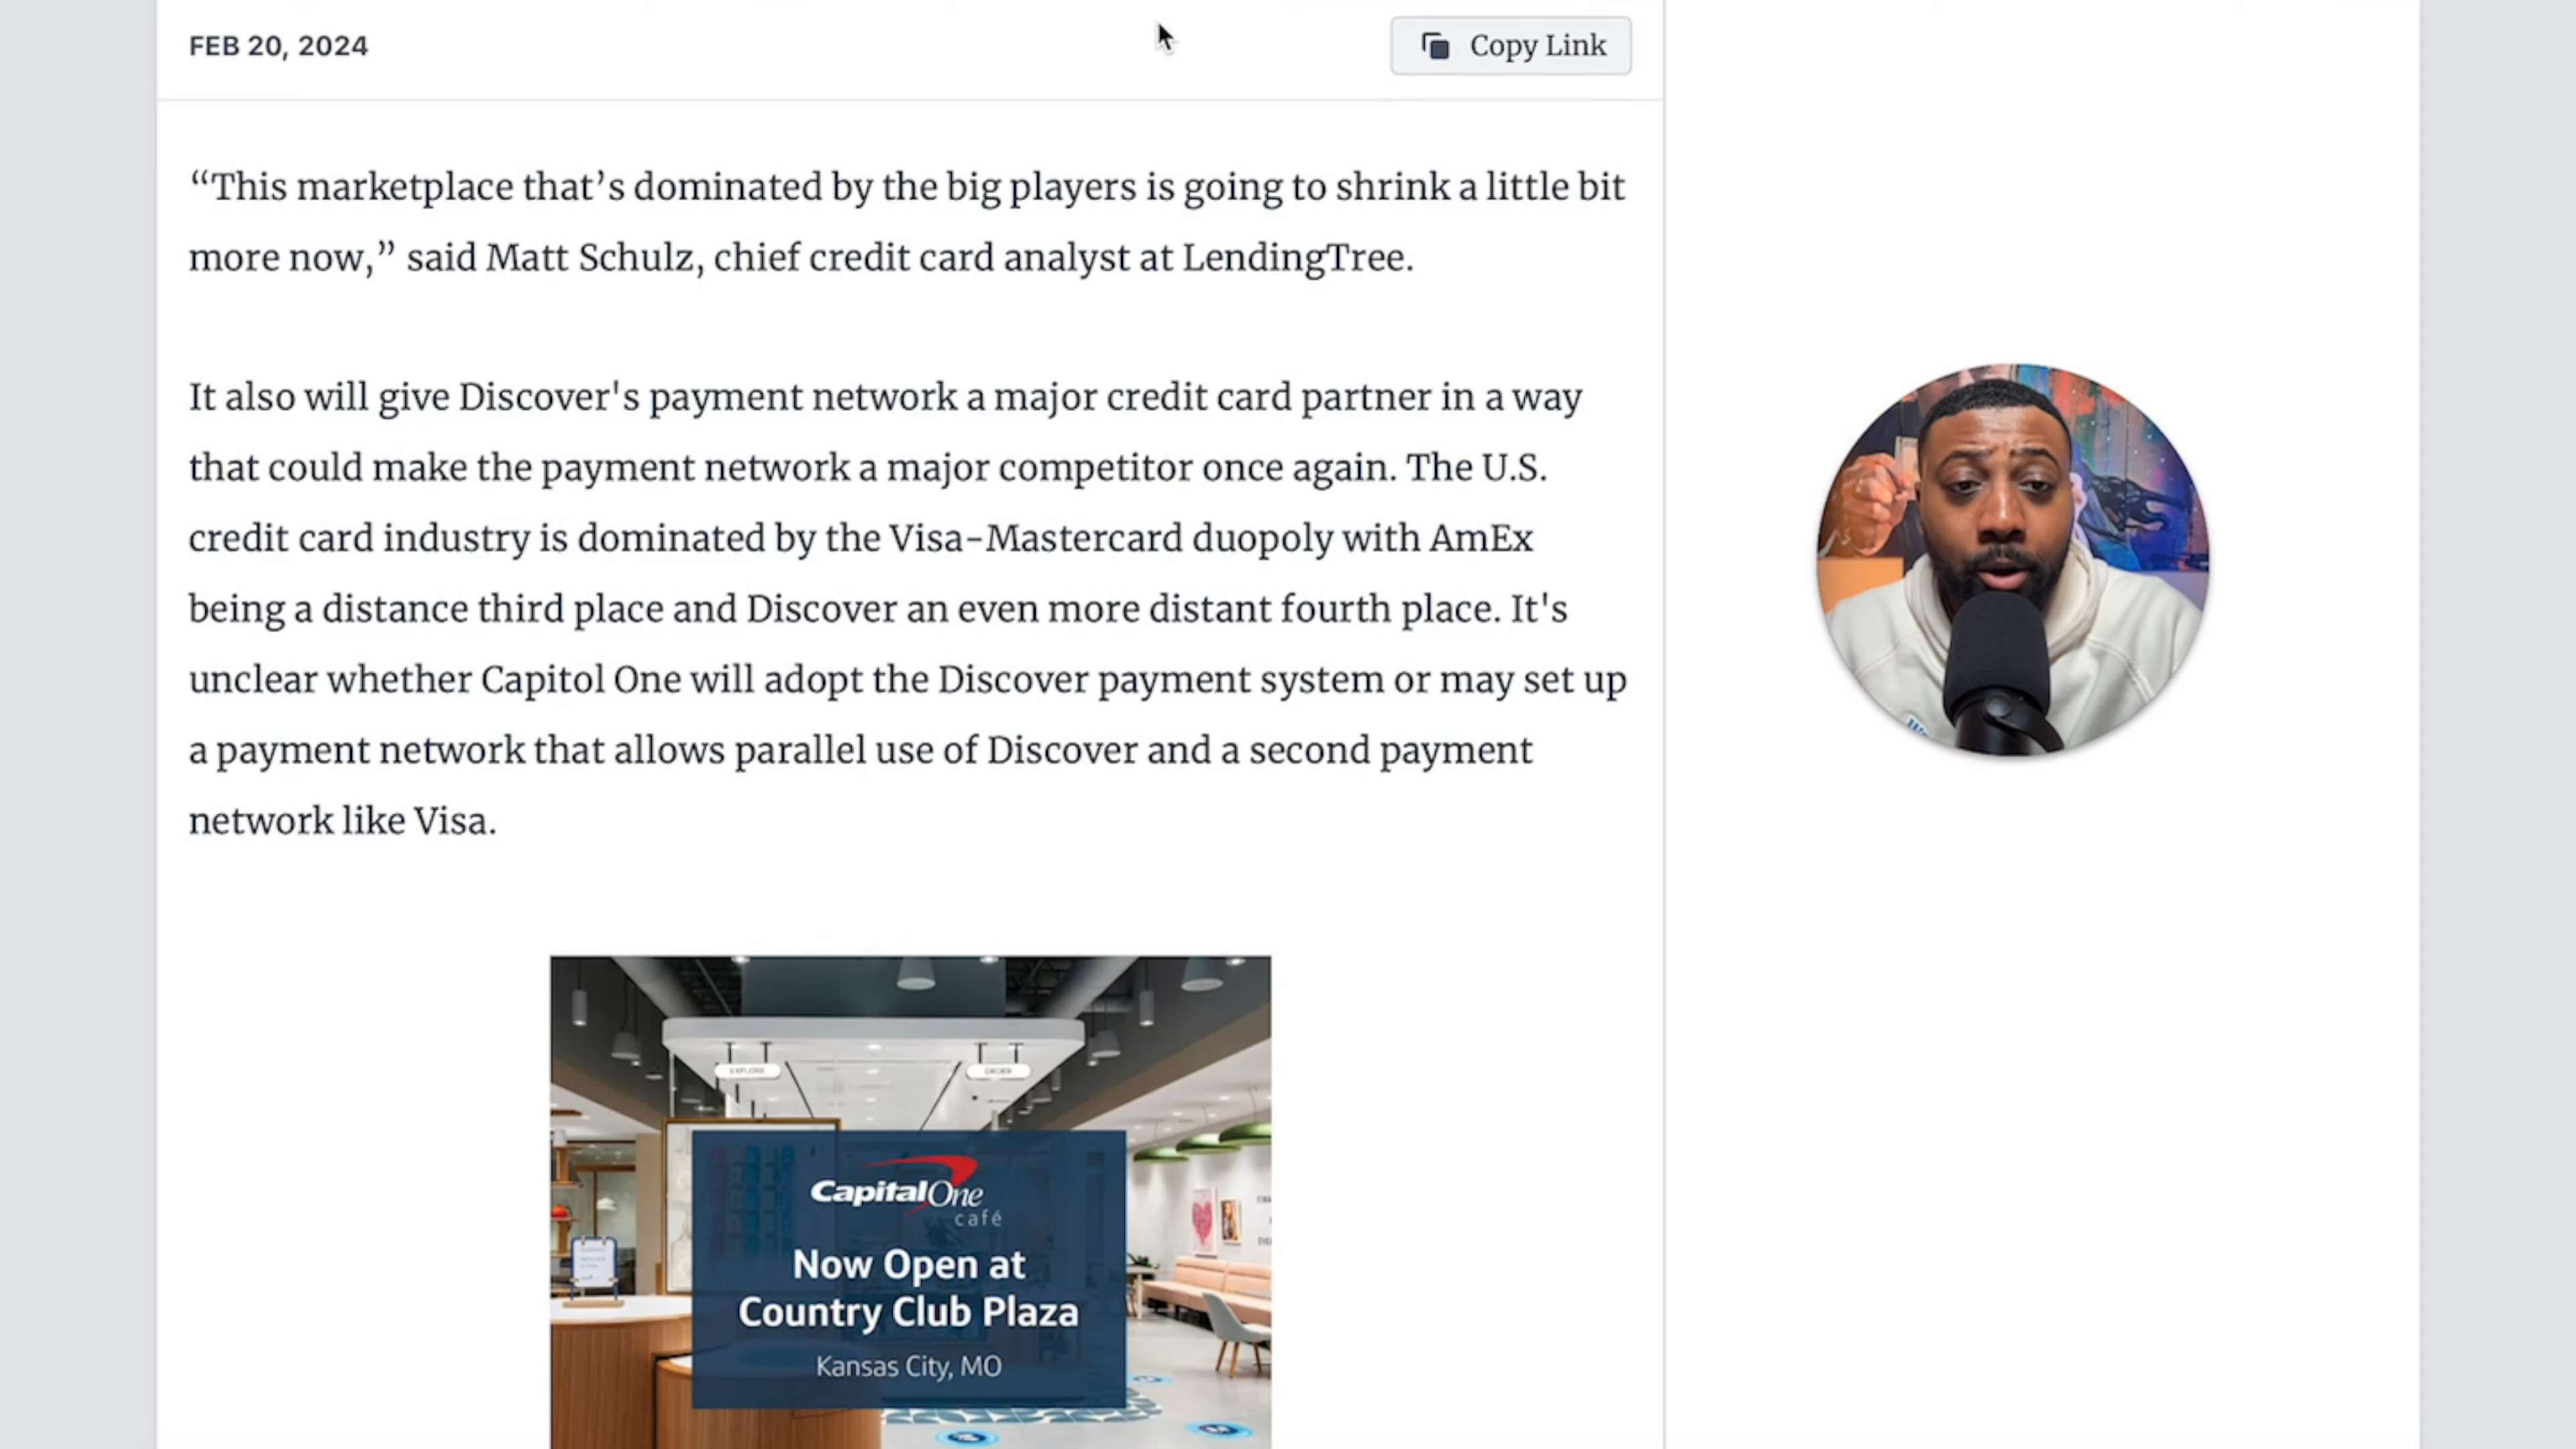 FEB 20, 2024
Copy Link
“This marketplace that’s dominated by the big players is going to shrink a little bit
more now,” said Matt Schulz, chief credit card analyst at LendingTree.
It also will give Discover's payment network a major credit card partner in a way
that could make the payment network a major competitor once again. The U.S.
credit card industry is dominated by the Visa-Mastercard duopoly with AmEx
being a distance third place and Discover an even more distant fourth place. It's
unclear whether Capitol One will adopt the Discover payment system or may set up
a payment network that allows parallel use of Discover and a second payment
network like Visa.
EXPLORE
ORDER
CapitalOne
café
Now Open at
Country Club Plaza
Kansas City, MO